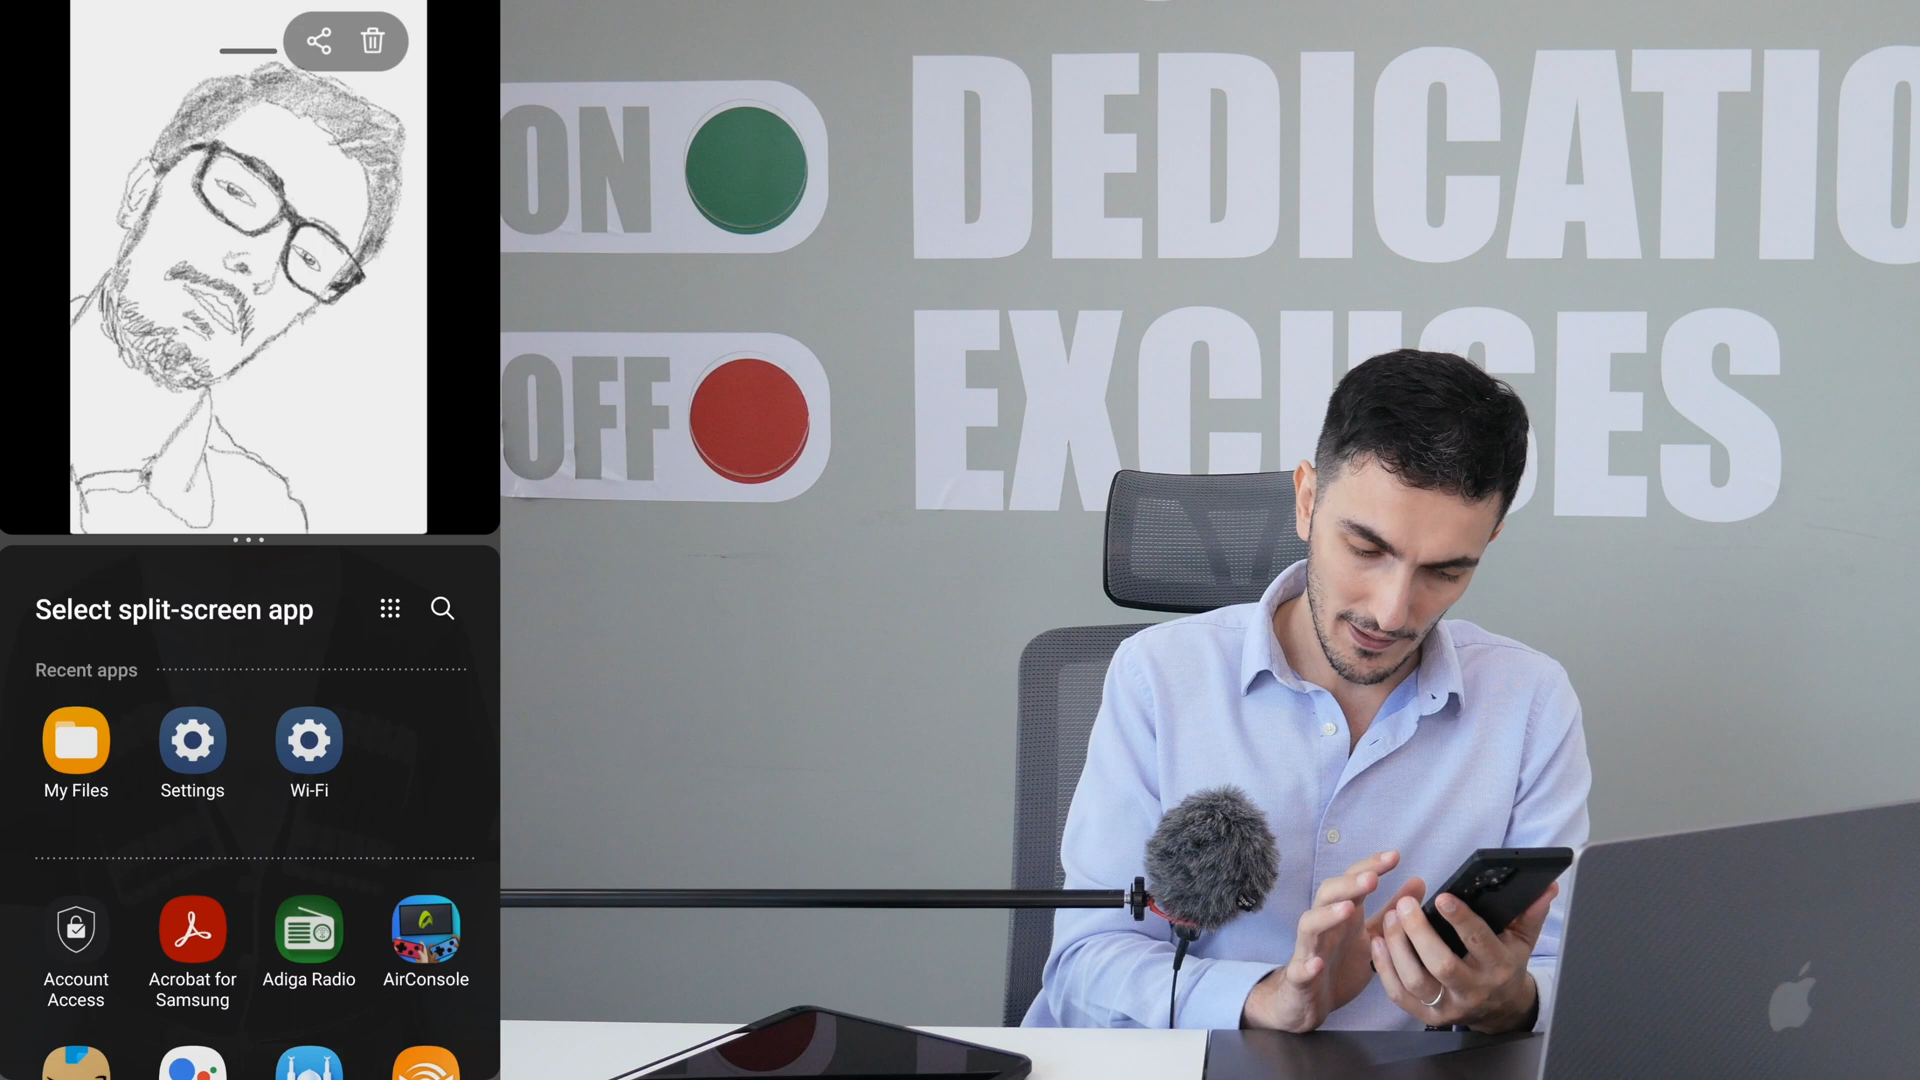 Select split-screen app
Recent apps
My Files
Settings
Wi-Fi
Account
Access
Acrobat for
Samsung
Adiga Radio
AirConsole
ON
DEDICATIO
OFF
EXCUSES